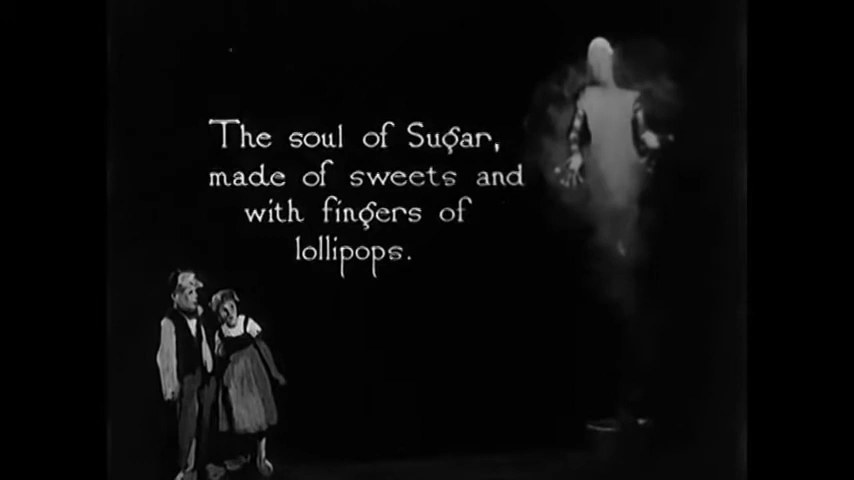 The soul of Sugar,
made of sweets and
with fingers of
lollipops.